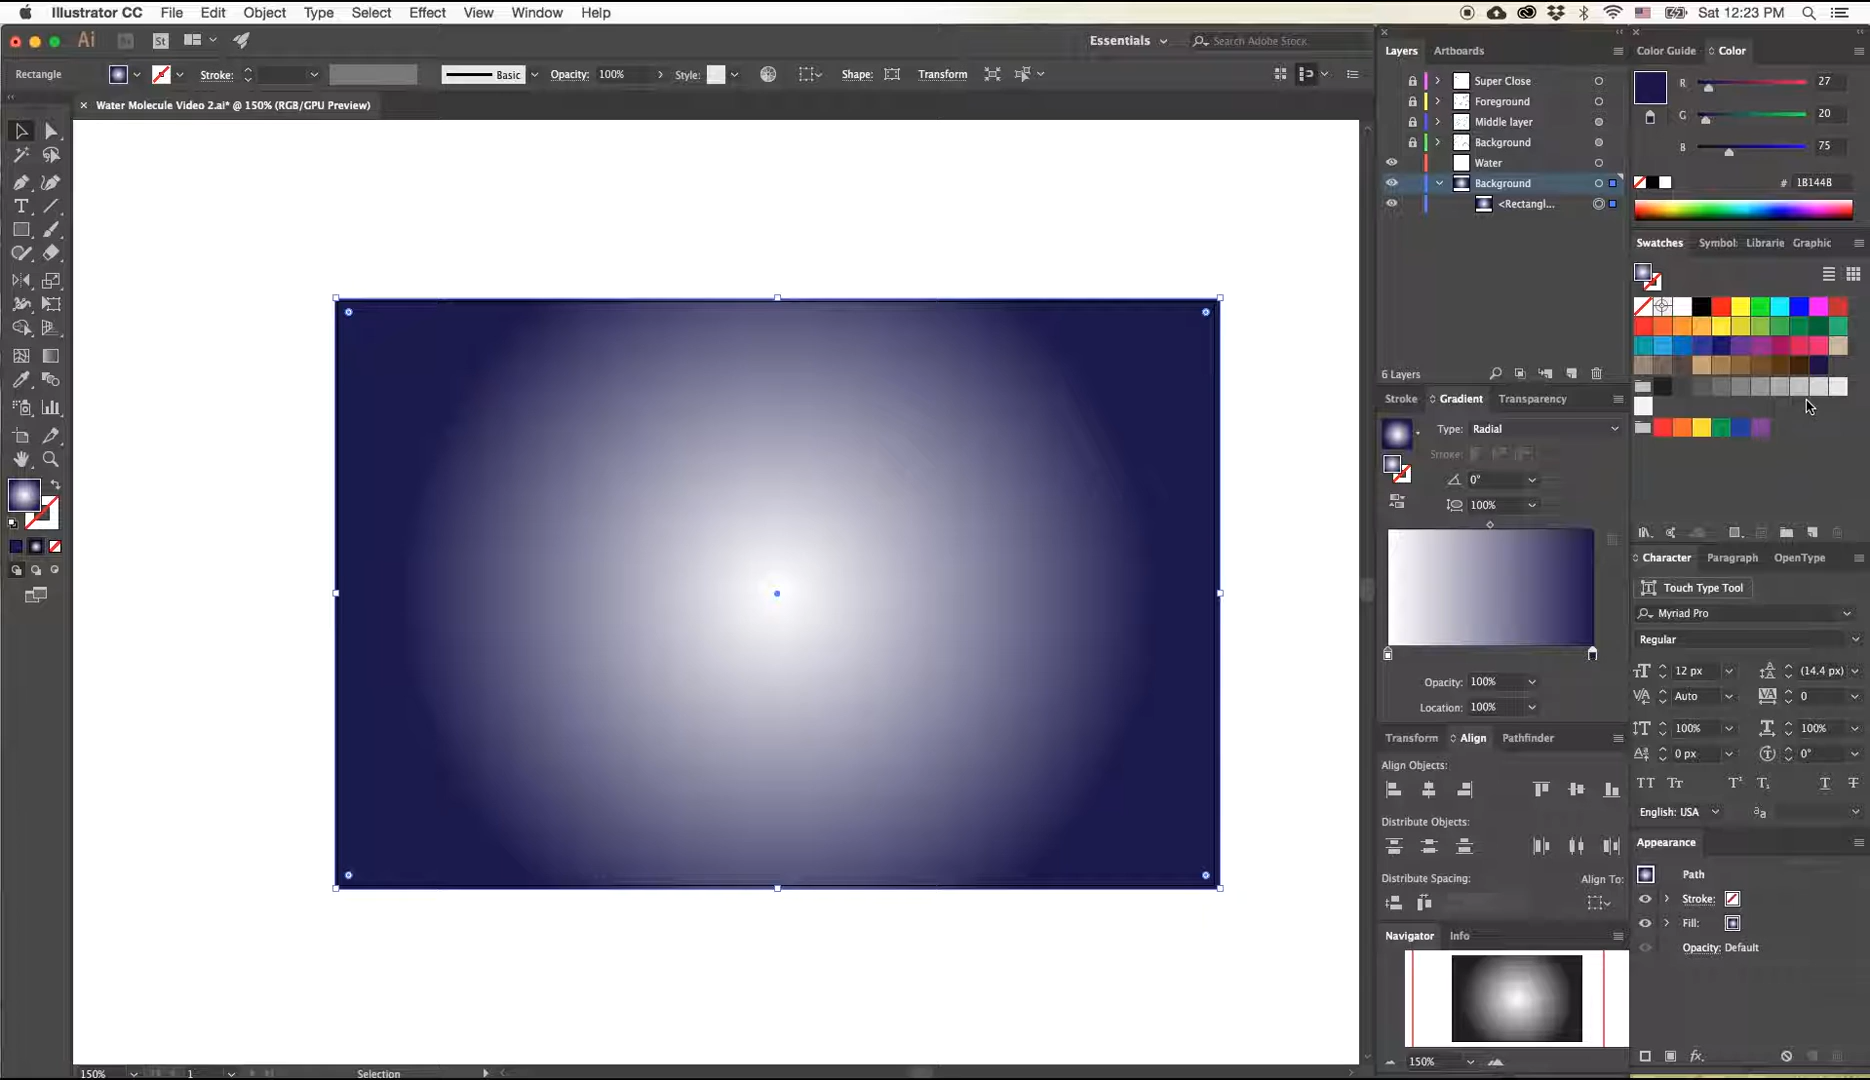 Illustrator CC File Edit Object Type Select Effect View Window Help Sat 12:23 PM
Ai Br St Essentials Search Adobe Stock
Rectangle Stroke: Basic Opacity: 100% Style: Shape: Transform
× Water Molecule Video 2.ai* @ 150% (RGB/GPU Preview)
Layers Artboards
Super Close
Foreground
Middle layer
Background
Water
Background
<Rectangl...
6 Layers
Stroke Gradient Transparency
Type: Radial
Stroke:
0°
100%
Opacity: 100%
Location: 100%
Transform Align Pathfinder
Align Objects:
Distribute Objects:
Distribute Spacing: Align To:
Navigator Info
150%
Color Guide Color
R 27
G 20
B 75
# 1B144B
Swatches Symbol: Librarie Graphic
Character Paragraph OpenType
Touch Type Tool
Myriad Pro
Regular
12 px (14.4 px)
Auto 0
100% 100%
0 px 0°
English: USA
Appearance
Path
Stroke:
Fill:
Opacity: Default
fx
150% 1 Selection